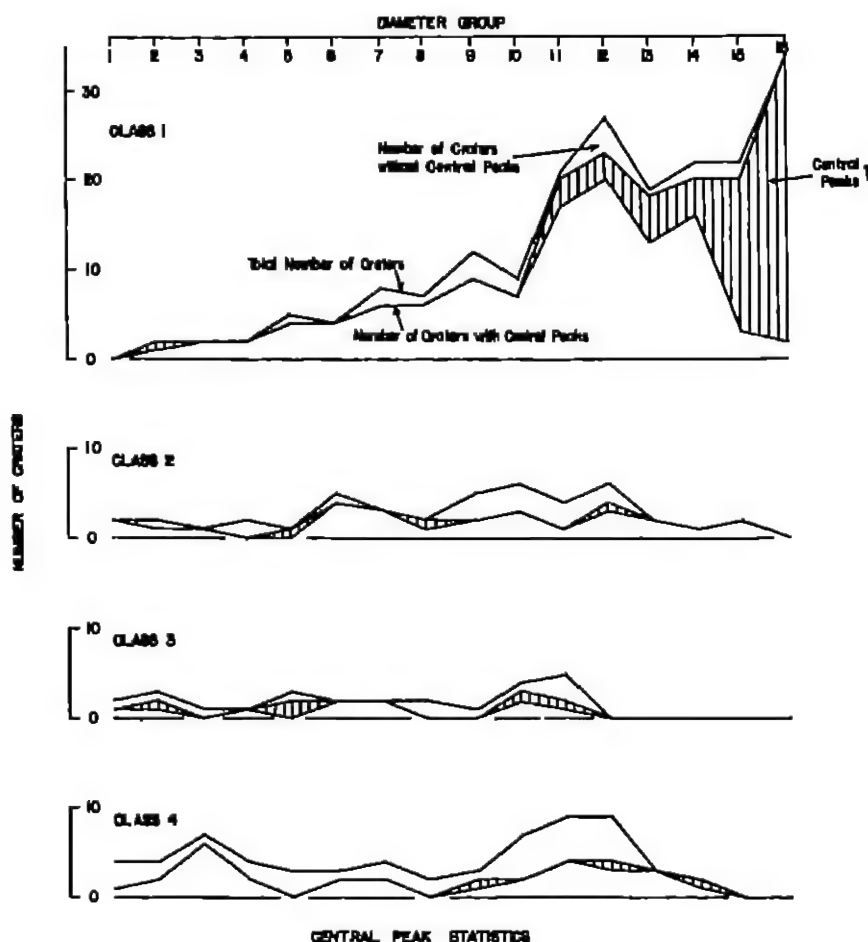 DIAMETER GROUP
1 2 3 4 5 6 7 8 9 10 11 12 13 14 15 16
30
CLASS 1
Number of Craters
without Central Peaks
Central
Peaks ?
20
Total Number of Craters
10
Number of Craters with Central Peaks
0
NUMBER OF CRATERS
10
CLASS 2
0
10
CLASS 3
0
10
CLASS 4
0
CENTRAL PEAK STATISTICS